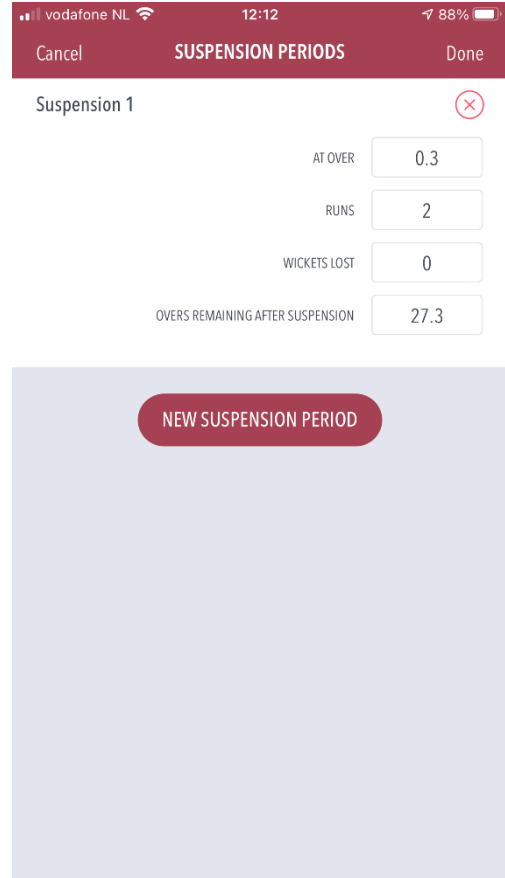 vodafone NL 12:12 88%
Cancel SUSPENSION PERIODS Done
Suspension 1
AT OVER 0.3
RUNS 2
WICKETS LOST 0
OVERS REMAINING AFTER SUSPENSION 27.3
NEW SUSPENSION PERIOD